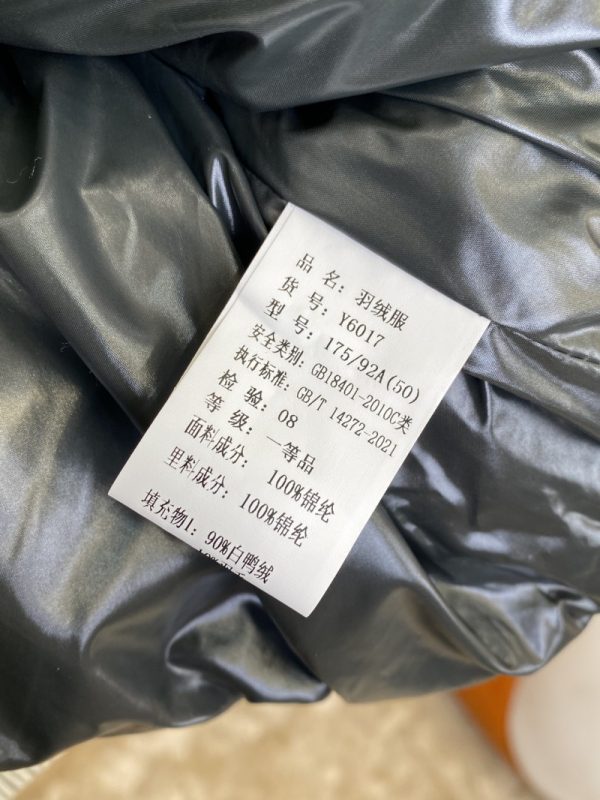 品 名：羽绒服
货 号：Y6017
型 号：175/92A(50)
安全类别：GB18401-2010C类
执行标准：GB/T 14272-2021
检 验：08
等 级：一等品
面料成分：100%锦纶
里料成分：100%锦纶
填充物1：90%白鸭绒